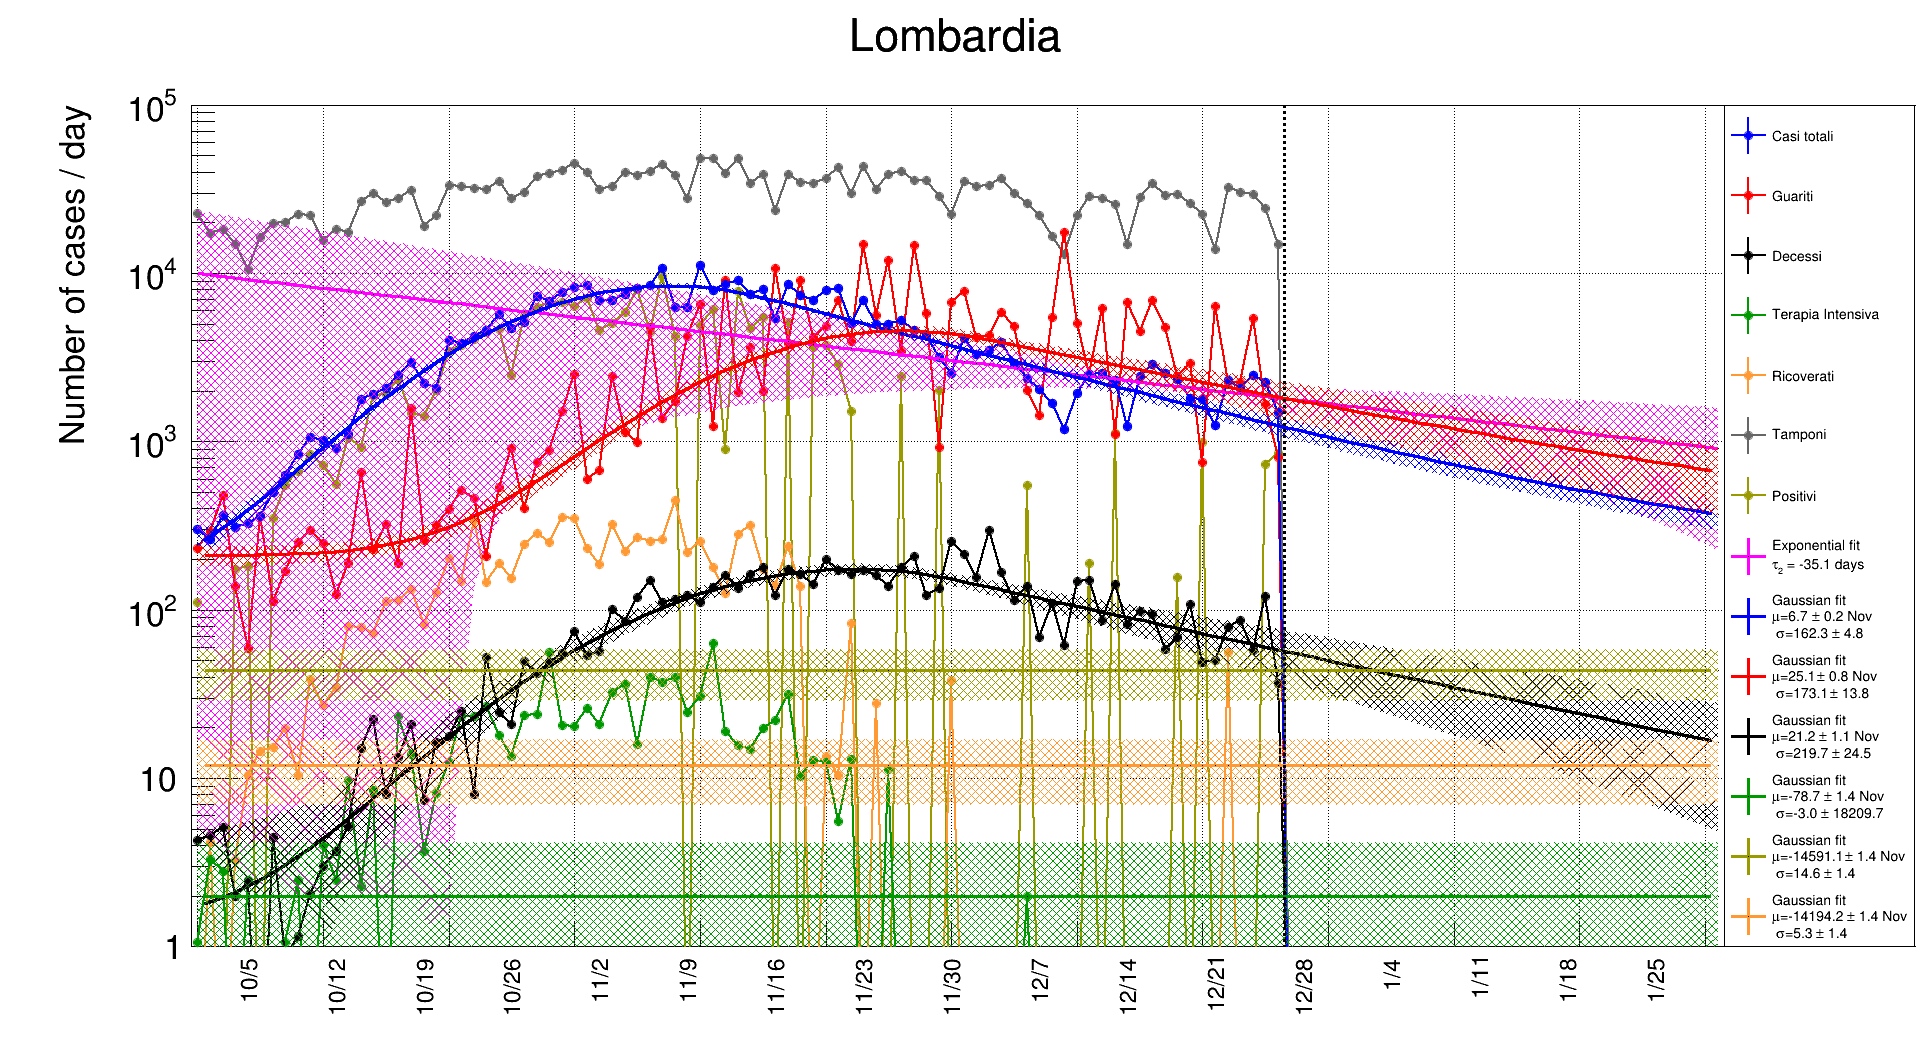 Lombardia
Number of cases / day
10^5
10^4
10^3
10^2
10
1
10/5
10/12
10/19
10/26
11/2
11/9
11/16
11/23
11/30
12/7
12/14
12/21
12/28
1/4
1/11
1/18
1/25
Casi totali
Guariti
Decessi
Terapia Intensiva
Ricoverati
Tamponi
Positivi
Exponential fit
τ₂ = -35.1 days
Gaussian fit
μ=6.7 ± 0.2 Nov
σ=162.3 ± 4.8
Gaussian fit
μ=25.1 ± 0.8 Nov
σ=173.1 ± 13.8
Gaussian fit
μ=21.2 ± 1.1 Nov
σ=219.7 ± 24.5
Gaussian fit
μ=-78.7 ± 1.4 Nov
σ=-3.0 ± 18209.7
Gaussian fit
μ=-14591.1 ± 1.4 Nov
σ=14.6 ± 1.4
Gaussian fit
μ=-14194.2 ± 1.4 Nov
σ=5.3 ± 1.4